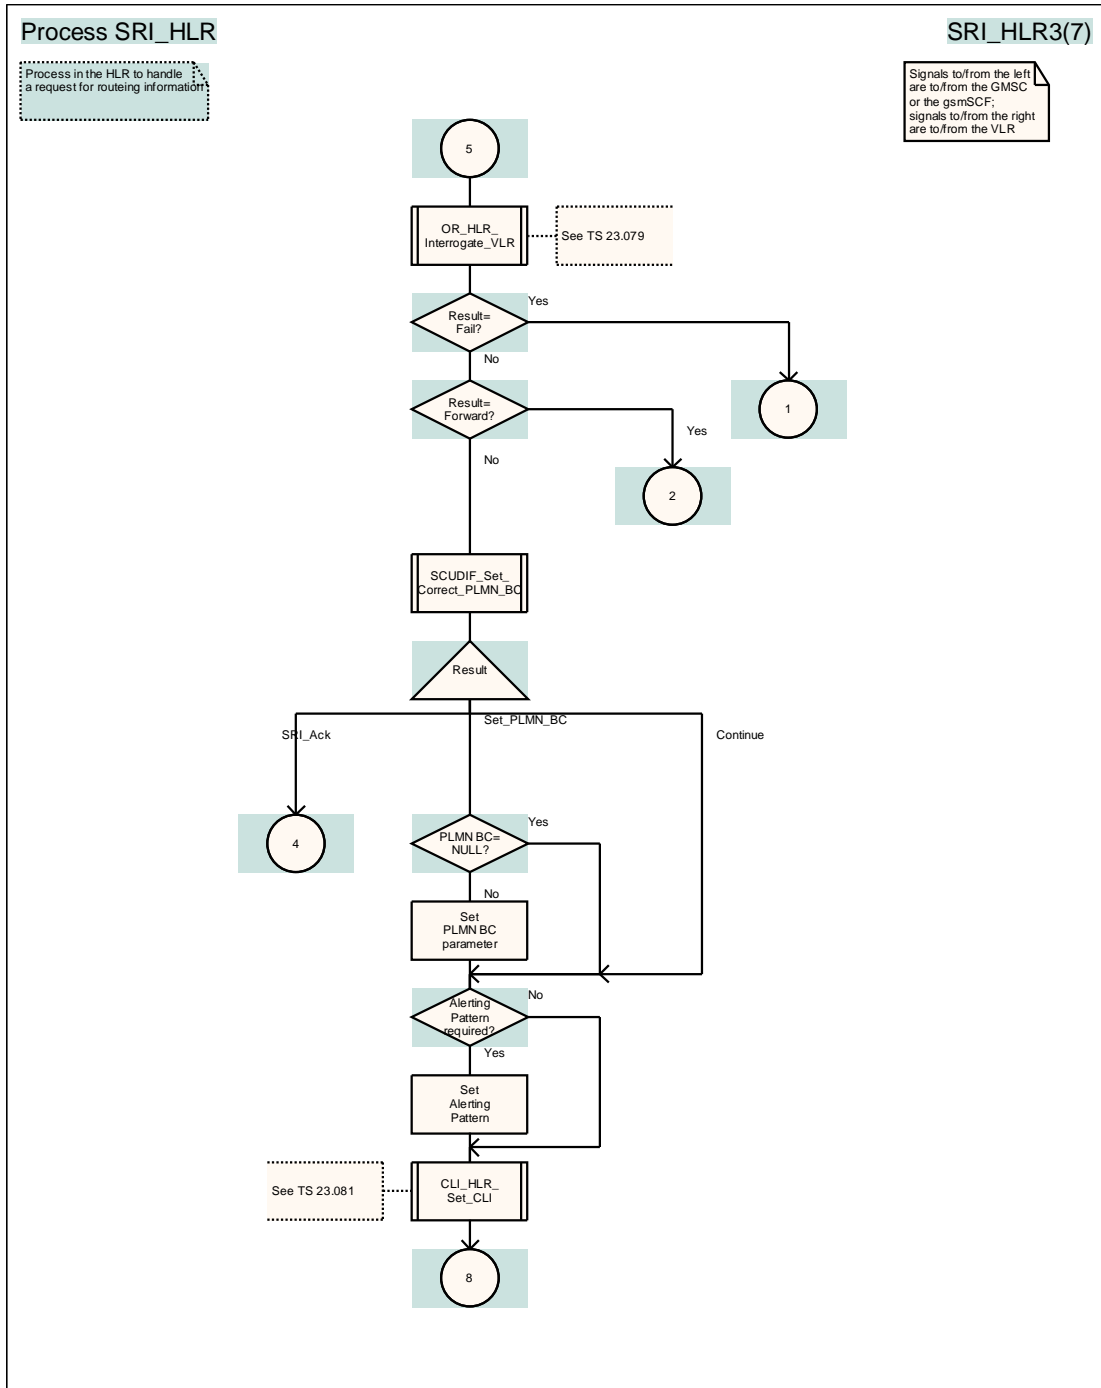 Process SRI_HLR
SRI_HLR3(7)
Process in the HLR to handle
a request for routeing information
Signals to/from the left
are to/from the GMSC
or the gsmSCF;
signals to/from the right
are to/from the VLR
5
OR_HLR_
Interrogate_VLR
See TS 23.079
Result=
Fail?
Yes
No
1
Result=
Forward?
Yes
No
2
SCUDIF_Set_
Correct_PLMN_BC
Result
SRI_Ack
Set_PLMN_BC
Continue
4
PLMN BC=
NULL?
Yes
No
Set
PLMN BC
parameter
Alerting
Pattern
required?
No
Yes
Set
Alerting
Pattern
See TS 23.081
CLI_HLR_
Set_CLI
8